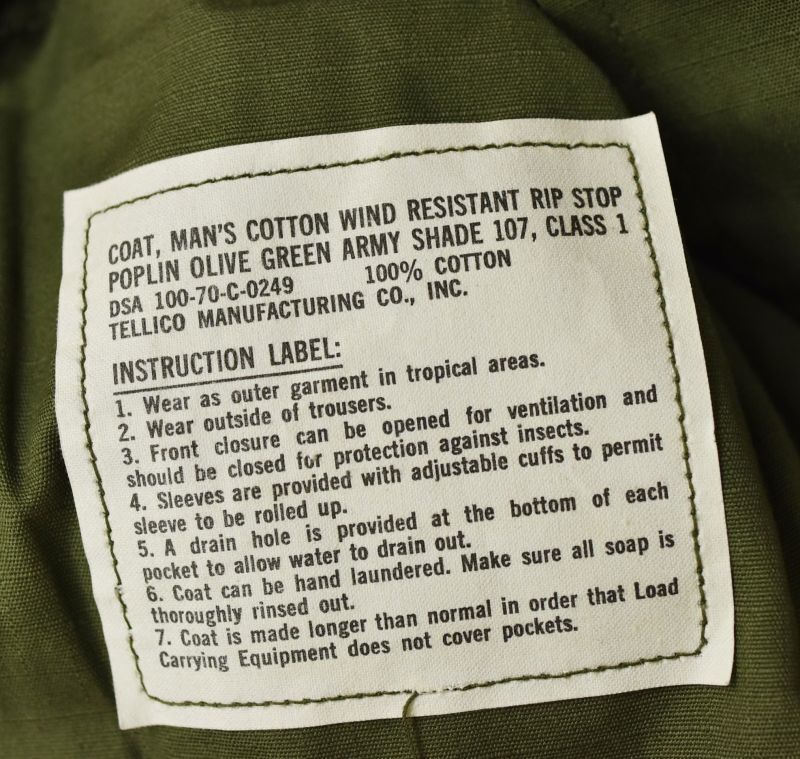 COAT, MAN'S COTTON WIND RESISTANT RIP STOP
POPLIN OLIVE GREEN ARMY SHADE 107, CLASS 1
DSA 100-70-C-0249 100% COTTON
TELLICO MANUFACTURING CO., INC.
INSTRUCTION LABEL:
1. Wear as outer garment in tropical areas.
2. Wear outside of trousers.
3. Front closure can be opened for ventilation and
should be closed for protection against insects.
4. Sleeves are provided with adjustable cuffs to permit
sleeve to be rolled up.
5. A drain hole is provided at the bottom of each
pocket to allow water to drain out.
6. Coat can be hand laundered. Make sure all soap is
thoroughly rinsed out.
7. Coat is made longer than normal in order that Load
Carrying Equipment does not cover pockets.